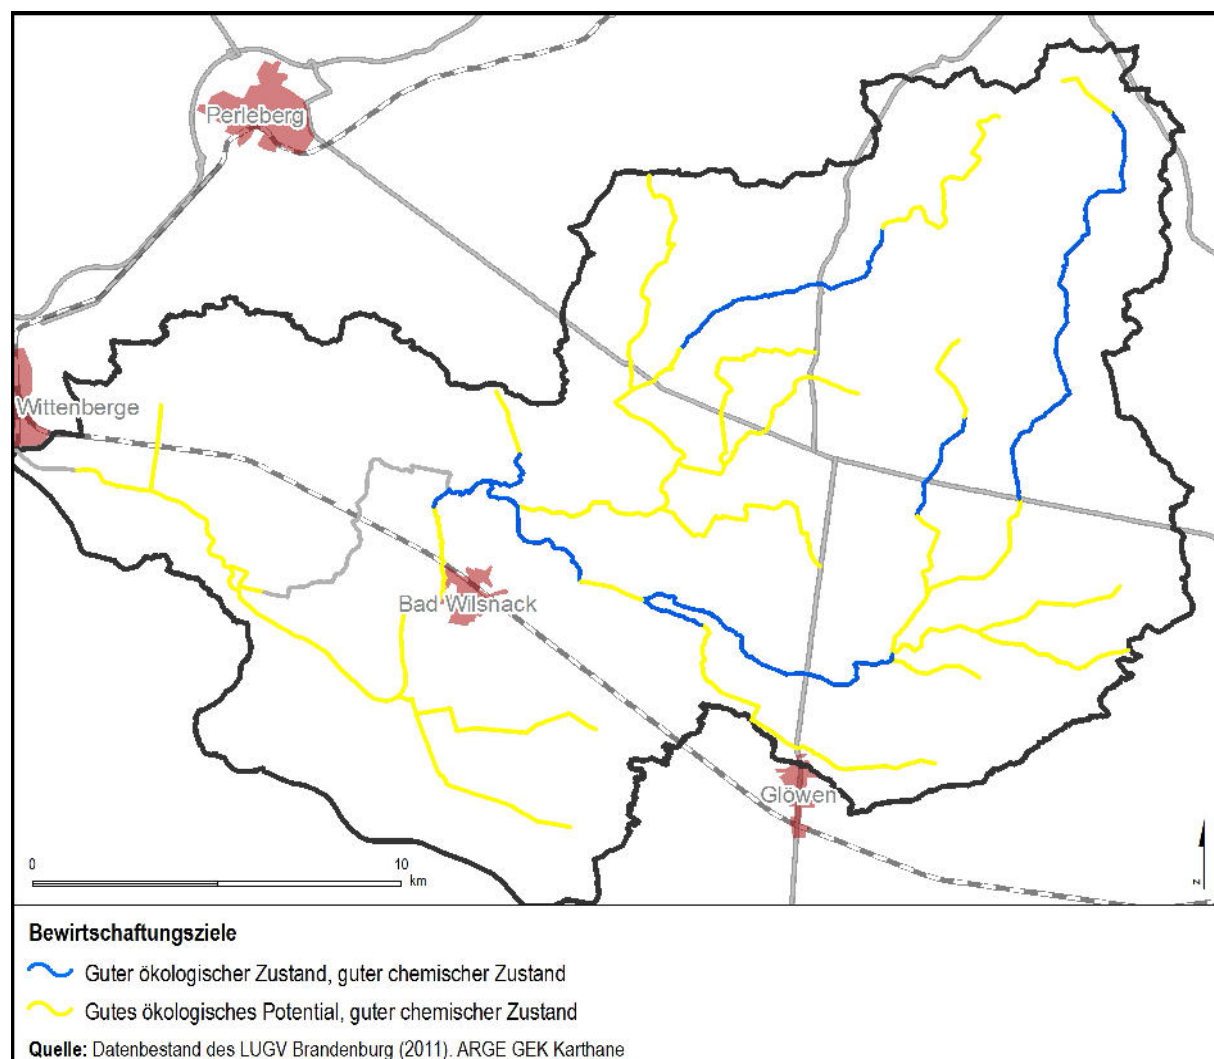 Perleberg
Wittenberge
Bad Wilsnack
Glöwen
0 10
km
z
Bewirtschaftungsziele
Guter ökologischer Zustand, guter chemischer Zustand
Gutes ökologisches Potential, guter chemischer Zustand
Quelle: Datenbestand des LUGV Brandenburg (2011). ARGE GEK Karthane